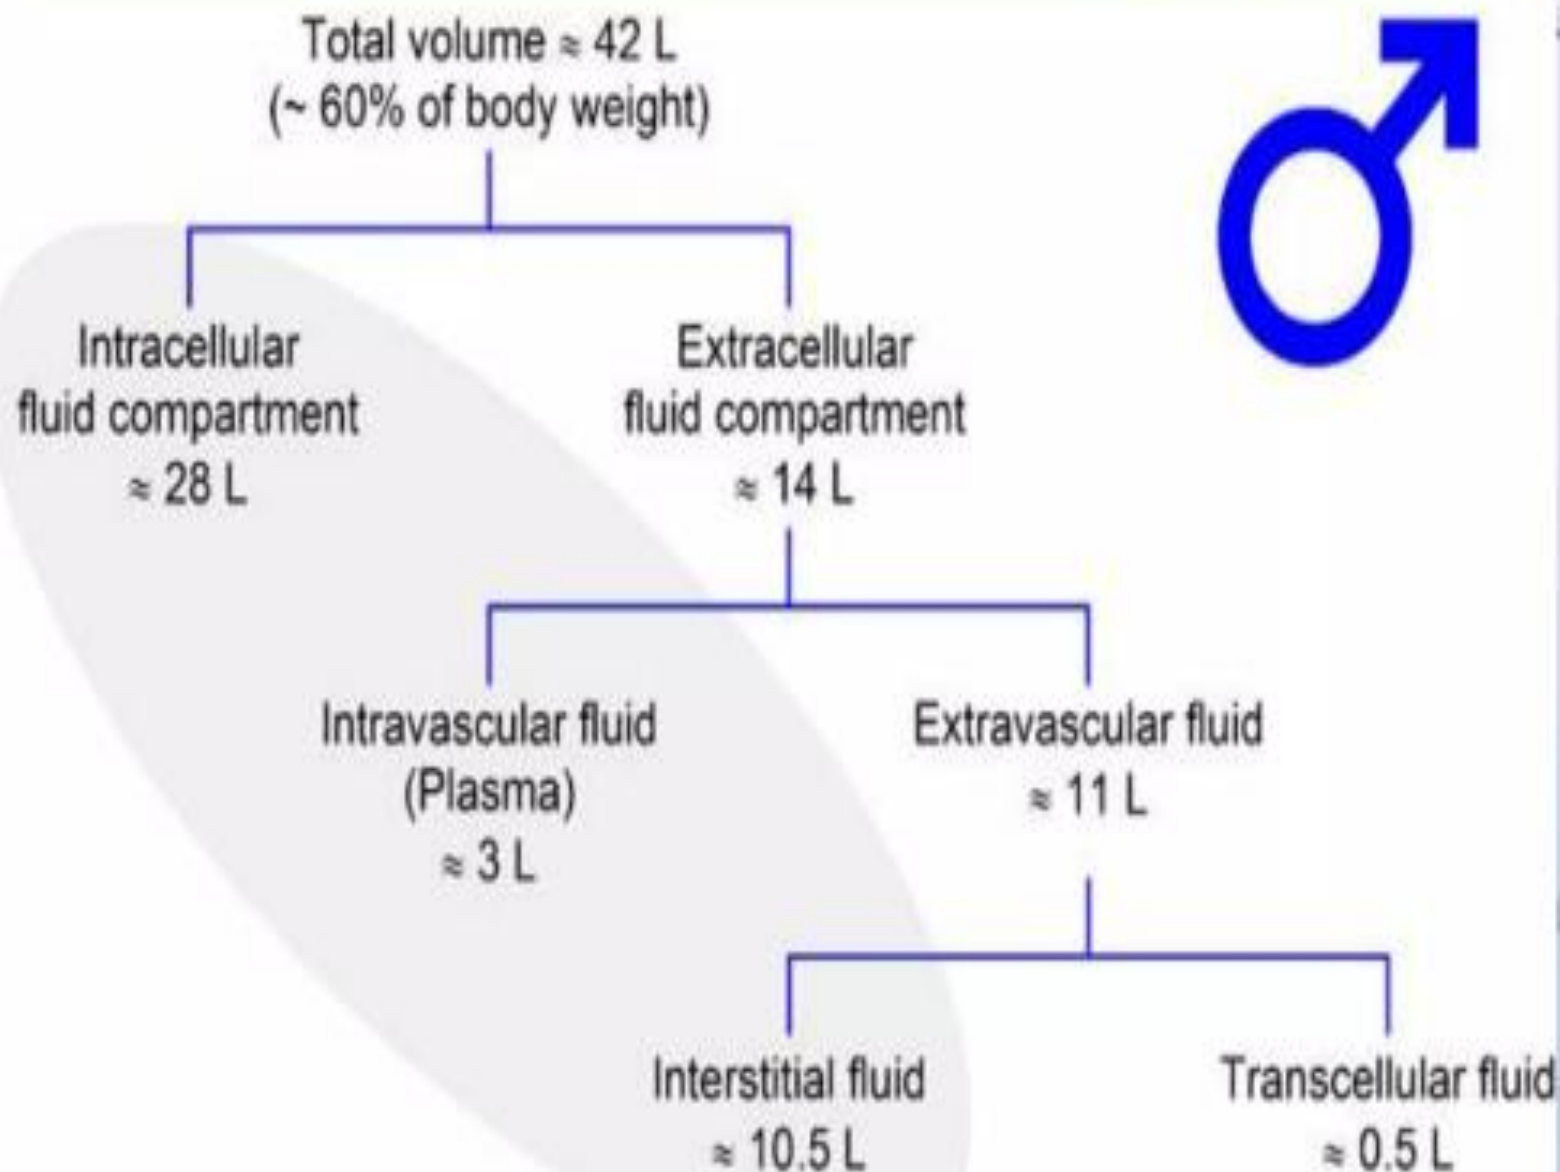 Total volume ≈ 42 L
(~ 60% of body weight)
Intracellular
fluid compartment
≈ 28 L
Extracellular
fluid compartment
≈ 14 L
Intravascular fluid
(Plasma)
≈ 3 L
Extravascular fluid
≈ 11 L
Interstitial fluid
≈ 10.5 L
Transcellular fluid
≈ 0.5 L